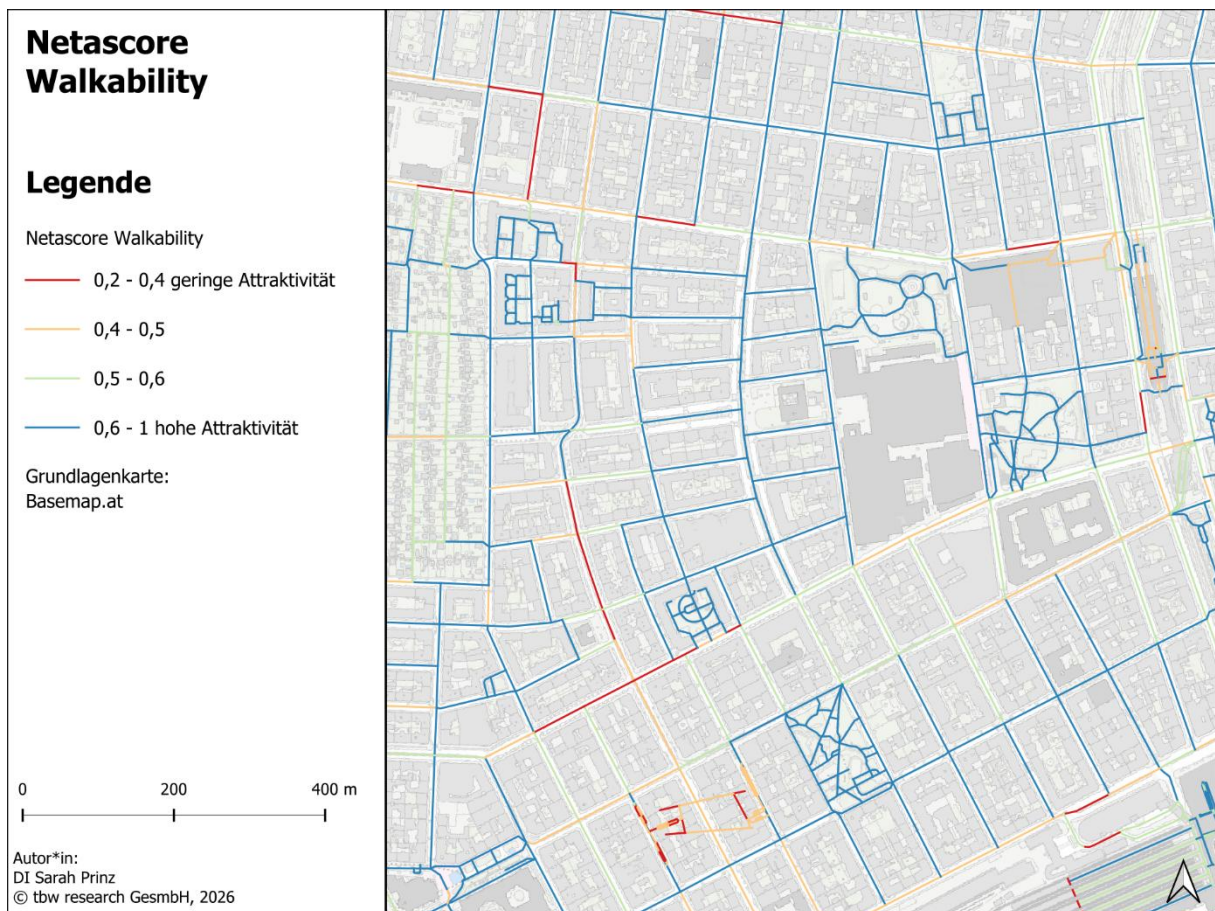 Netascore
Walkability
Legende
Netascore Walkability
0,2 - 0,4 geringe Attraktivität
0,4 - 0,5
0,5 - 0,6
0,6 - 1 hohe Attraktivität
Grundlagenkarte:
Basemap.at
0 200 400 m
Autor*in:
DI Sarah Prinz
© tbw research GesmbH, 2026